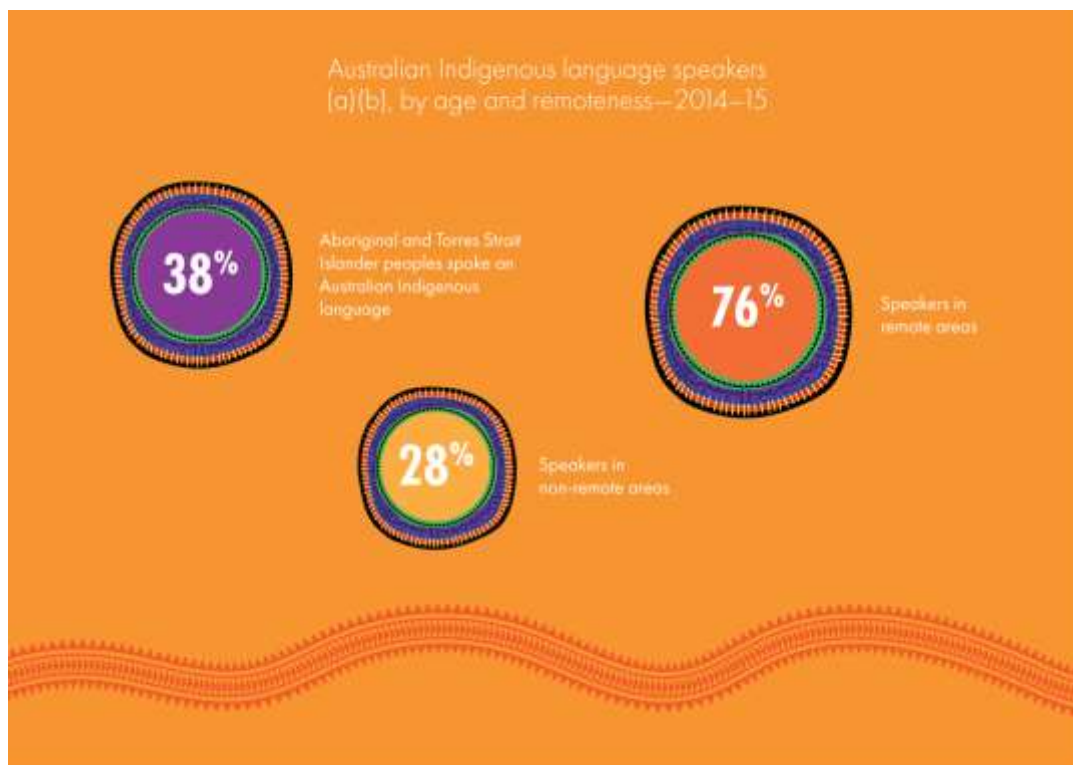 Australian Indigenous language speakers
(a)(b), by age and remoteness—2014–15
38%
Aboriginal and Torres Strait
Islander peoples spoke an
Australian Indigenous
language
76%
Speakers in
remote areas
28%
Speakers in
non-remote areas